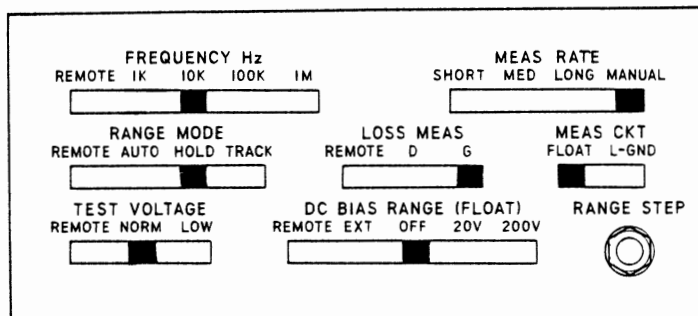 FREQUENCY Hz
REMOTE 1K 10K 100K 1M
MEAS RATE
SHORT MED LONG MANUAL
RANGE MODE
REMOTE AUTO HOLD TRACK
LOSS MEAS
REMOTE D G
MEAS CKT
FLOAT L-GND
TEST VOLTAGE
REMOTE NORM LOW
DC BIAS RANGE (FLOAT)
REMOTE EXT OFF 20V 200V
RANGE STEP